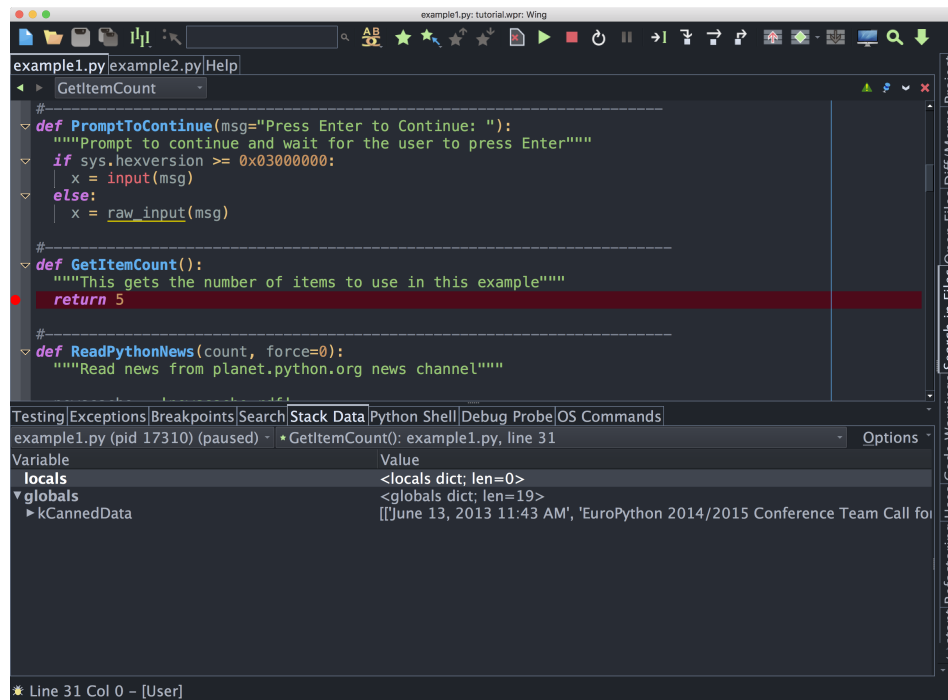 example1.py: tutorial.wpr: Wing
example1.py example2.py Help
GetItemCount
#----------------------------------------------------------------------
def PromptToContinue(msg="Press Enter to Continue: "):
"""Prompt to continue and wait for the user to press Enter"""
if sys.hexversion >= 0x03000000:
x = input(msg)
else:
x = raw_input(msg)
#-----------------------------------------------------------------------
def GetItemCount():
"""This gets the number of items to use in this example"""
return 5
#-----------------------------------------------------------------------
def ReadPythonNews(count, force=0):
"""Read news from planet.python.org news channel"""
Testing Exceptions Breakpoints Search Stack Data Python Shell Debug Probe OS Commands
example1.py (pid 17310) (paused) GetItemCount(): example1.py, line 31 Options
Variable Value
locals <locals dict; len=0>
globals <globals dict; len=19>
kCannedData [['June 13, 2013 11:43 AM', 'EuroPython 2014/2015 Conference Team Call for
Line 31 Col 0 – [User]